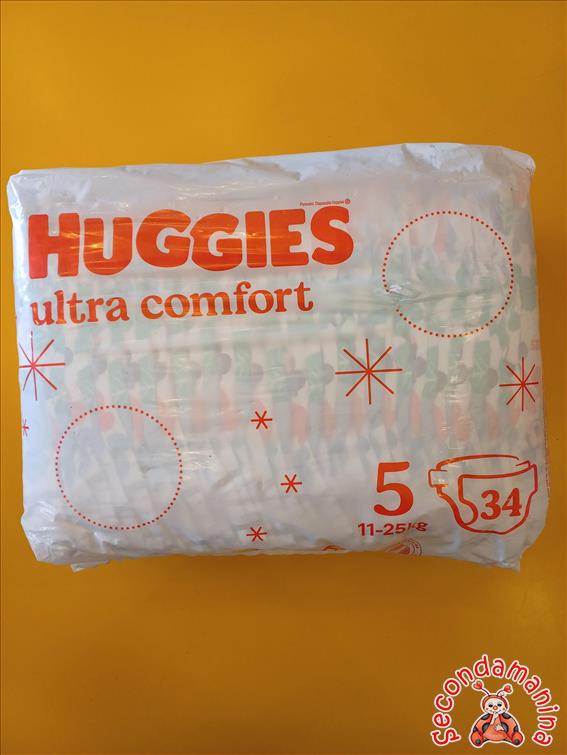 HUGGIES
ultra comfort
5
11-25kg
34
Secondamanina